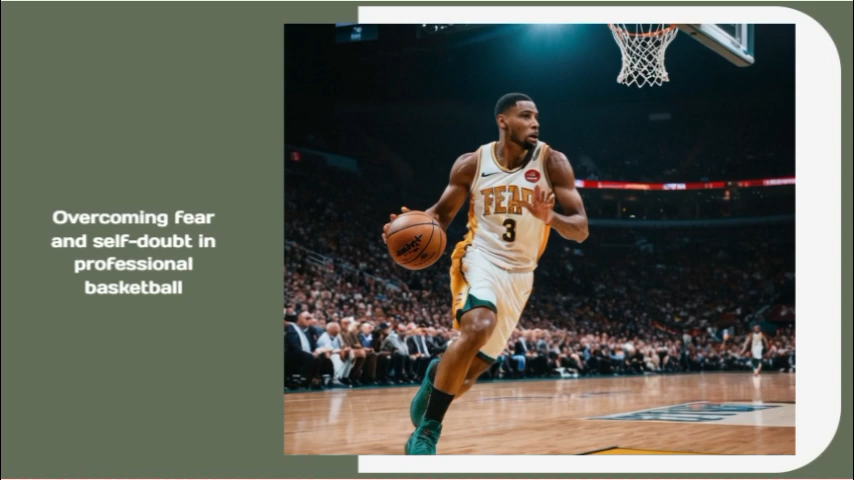 Overcoming fear
and self-doubt in
professional
basketball
FEAR
3